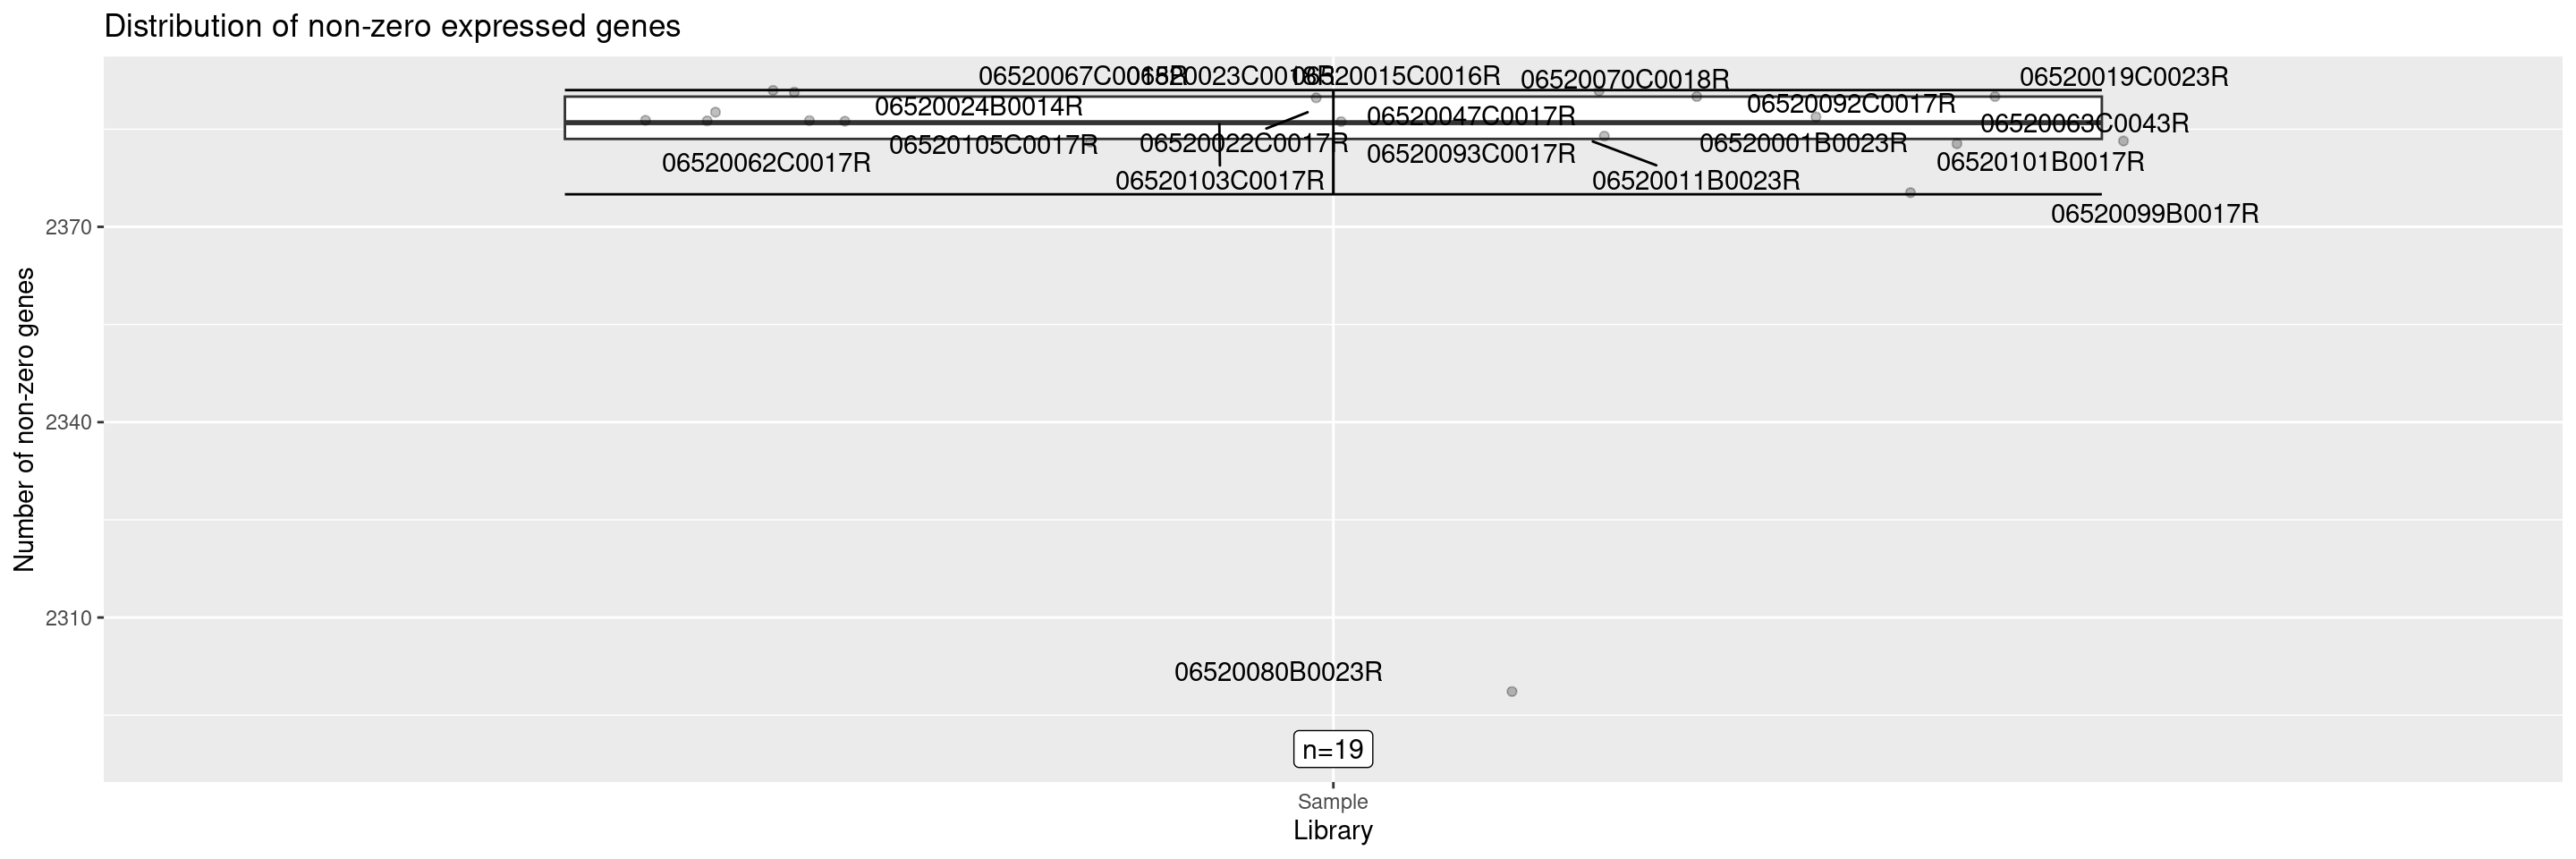 Distribution of non-zero expressed genes
06520023C0018R
06520015C0016R
06520070C0018R
06520019C0023R
06520024B0014R
06520092C0017R
06520047C0017R
06520063C0043R
06520105C0017R
06520022C0017R
06520001B0023R
06520093C0017R
06520062C0017R
06520101B0017R
06520103C0017R
06520011B0023R
06520099B0017R
2370
2340
2310
Number of non-zero genes
06520080B0023R
n=19
Sample
Library